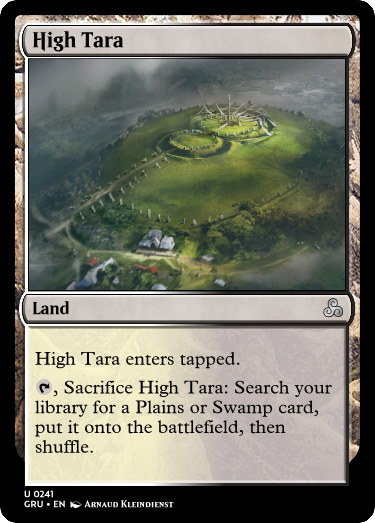 High Tara
Land
High Tara enters tapped.
, Sacrifice High Tara: Search your
library for a Plains or Swamp card,
put it onto the battlefield, then
shuffle.
U 0241
GRU • EN Arnaud Kleindienst